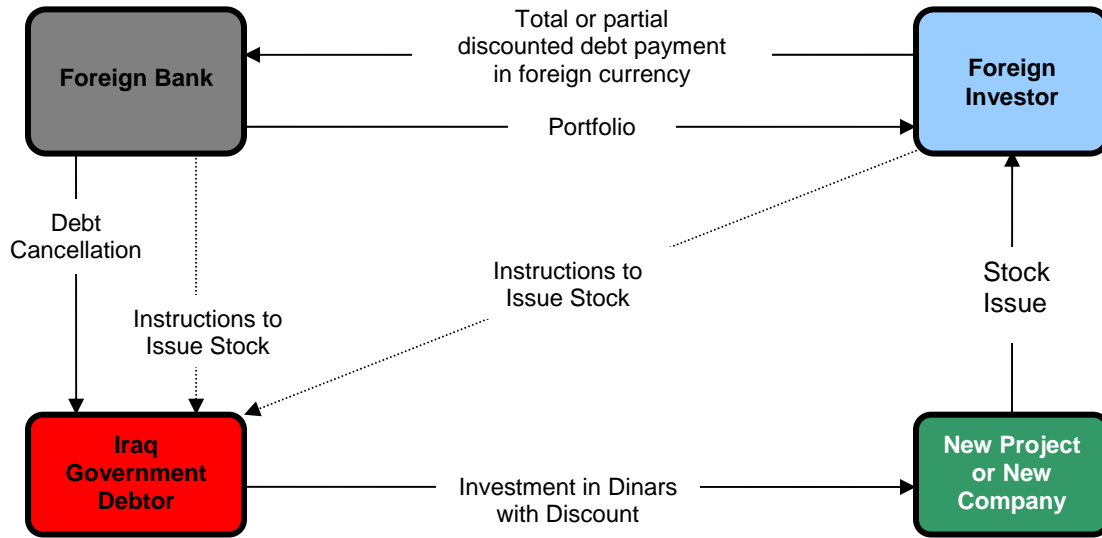 Total or partial
discounted debt payment
in foreign currency
Foreign Bank
Foreign
Investor
Portfolio
Debt
Cancellation
Instructions to
Issue Stock
Stock
Issue
Instructions to
Issue Stock
Iraq
Government
Debtor
New Project
or New
Company
Investment in Dinars
with Discount